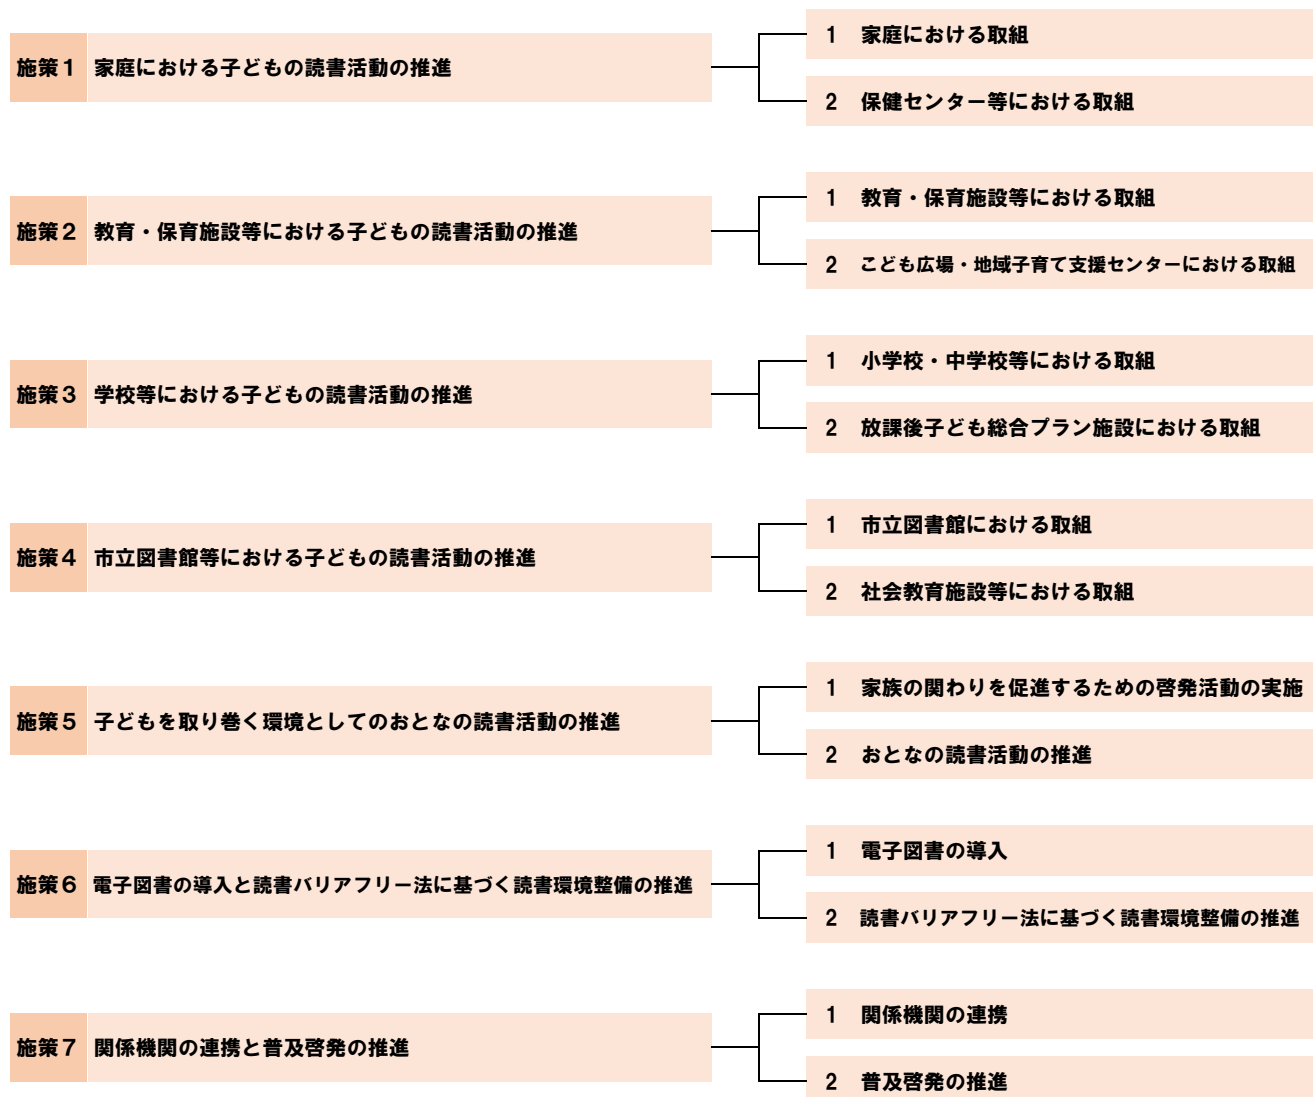 施策１ 家庭における子どもの読書活動の推進
1 家庭における取組
2 保健センター等における取組
施策２ 教育・保育施設等における子どもの読書活動の推進
1 教育・保育施設等における取組
2 こども広場・地域子育て支援センターにおける取組
施策３ 学校等における子どもの読書活動の推進
1 小学校・中学校等における取組
2 放課後子ども総合プラン施設における取組
施策４ 市立図書館等における子どもの読書活動の推進
1 市立図書館における取組
2 社会教育施設等における取組
施策５ 子どもを取り巻く環境としてのおとなの読書活動の推進
1 家族の関わりを促進するための啓発活動の実施
2 おとなの読書活動の推進
施策６ 電子図書の導入と読書バリアフリー法に基づく読書環境整備の推進
1 電子図書の導入
2 読書バリアフリー法に基づく読書環境整備の推進
施策７ 関係機関の連携と普及啓発の推進
1 関係機関の連携
2 普及啓発の推進